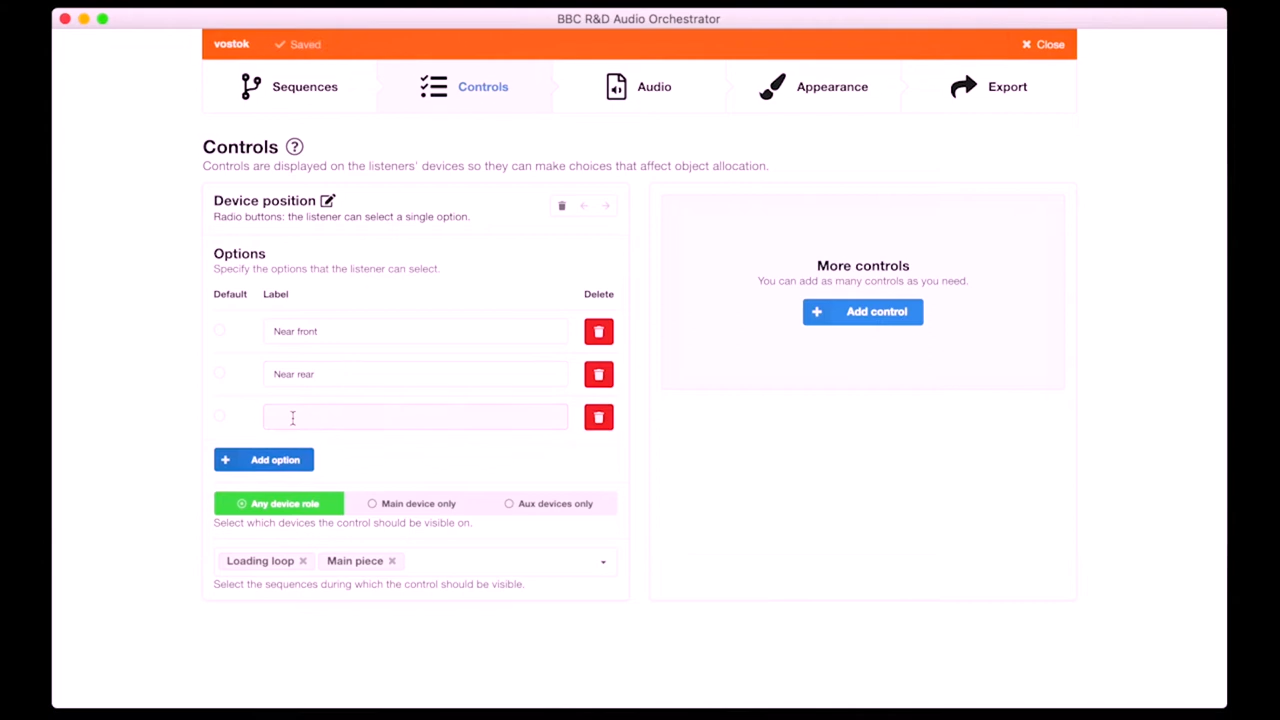 BBC R&D Audio Orchestrator
vostok Saved Close
Sequences Controls Audio Appearance Export
Controls ?
Controls are displayed on the listeners' devices so they can make choices that affect object allocation.
Device position
Radio buttons: the listener can select a single option.
Options
Specify the options that the listener can select.
Default Label Delete
Near front
Near rear
+ Add option
Any device role Main device only Aux devices only
Select which devices the control should be visible on.
Loading loop Main piece
Select the sequences during which the control should be visible.
More controls
You can add as many controls as you need.
+ Add control